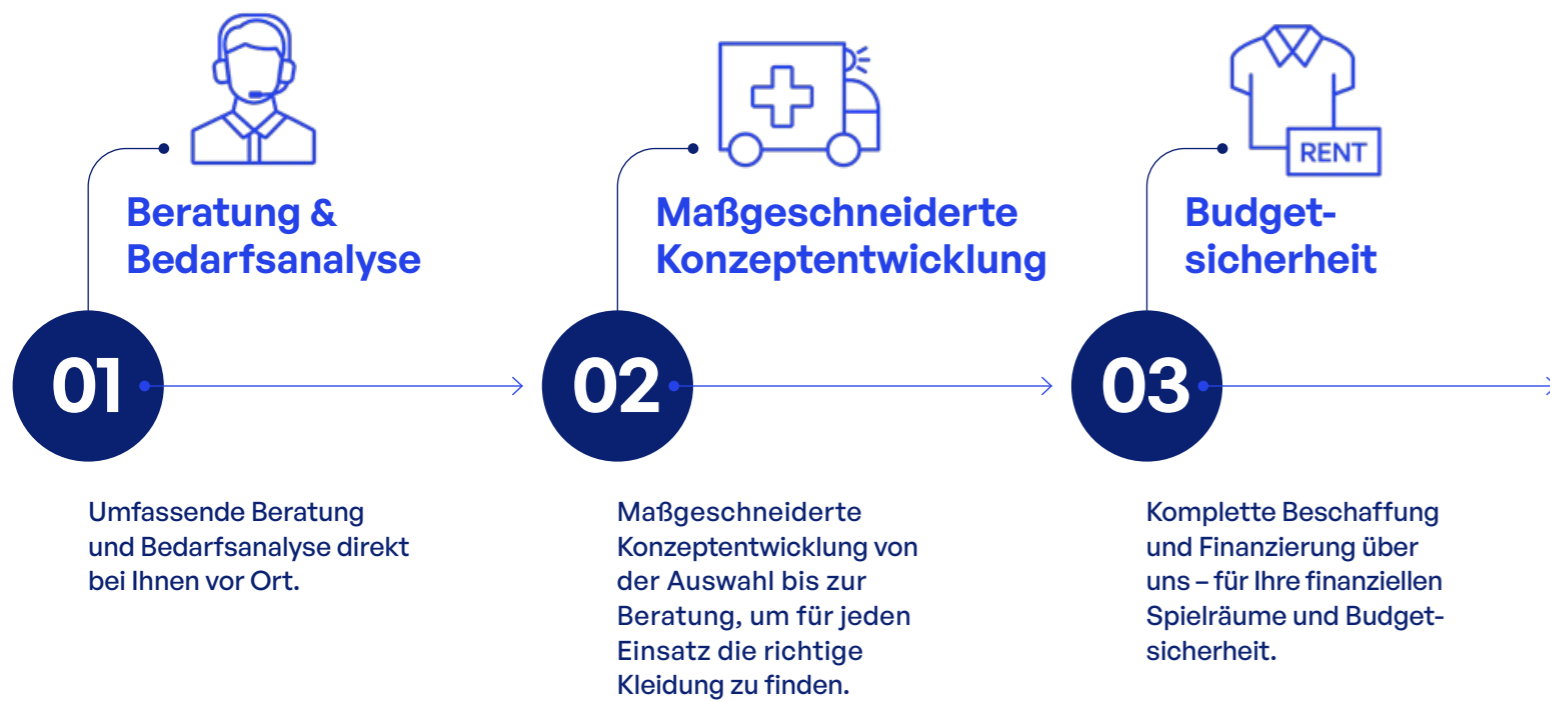 Beratung &
Bedarfsanalyse
01
Umfassende Beratung
und Bedarfsanalyse direkt
bei Ihnen vor Ort.
Maßgeschneiderte
Konzeptentwicklung
02
Maßgeschneiderte
Konzeptentwicklung von
der Auswahl bis zur
Beratung, um für jeden
Einsatz die richtige
Kleidung zu finden.
RENT
Budget-
sicherheit
03
Komplette Beschaffung
und Finanzierung über
uns – für Ihre finanziellen
Spielräume und Budget-
sicherheit.